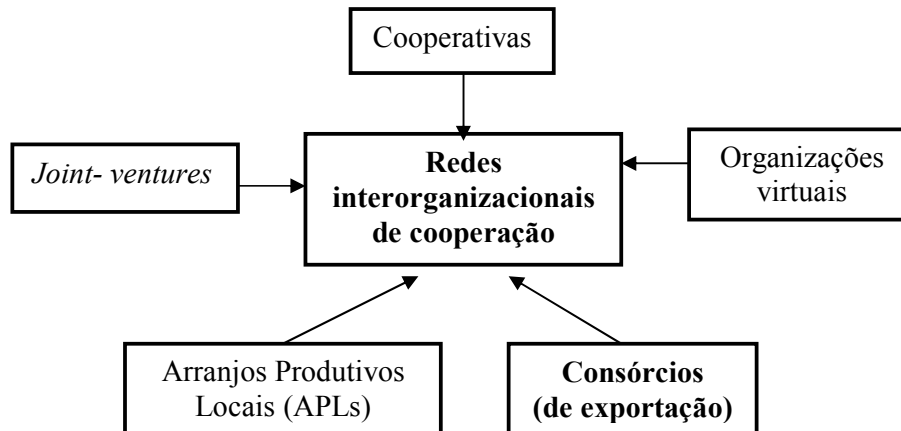 Cooperativas
Joint- ventures
Redes
interorganizacionais
de cooperação
Organizações
virtuais
Arranjos Produtivos
Locais (APLs)
Consórcios
(de exportação)